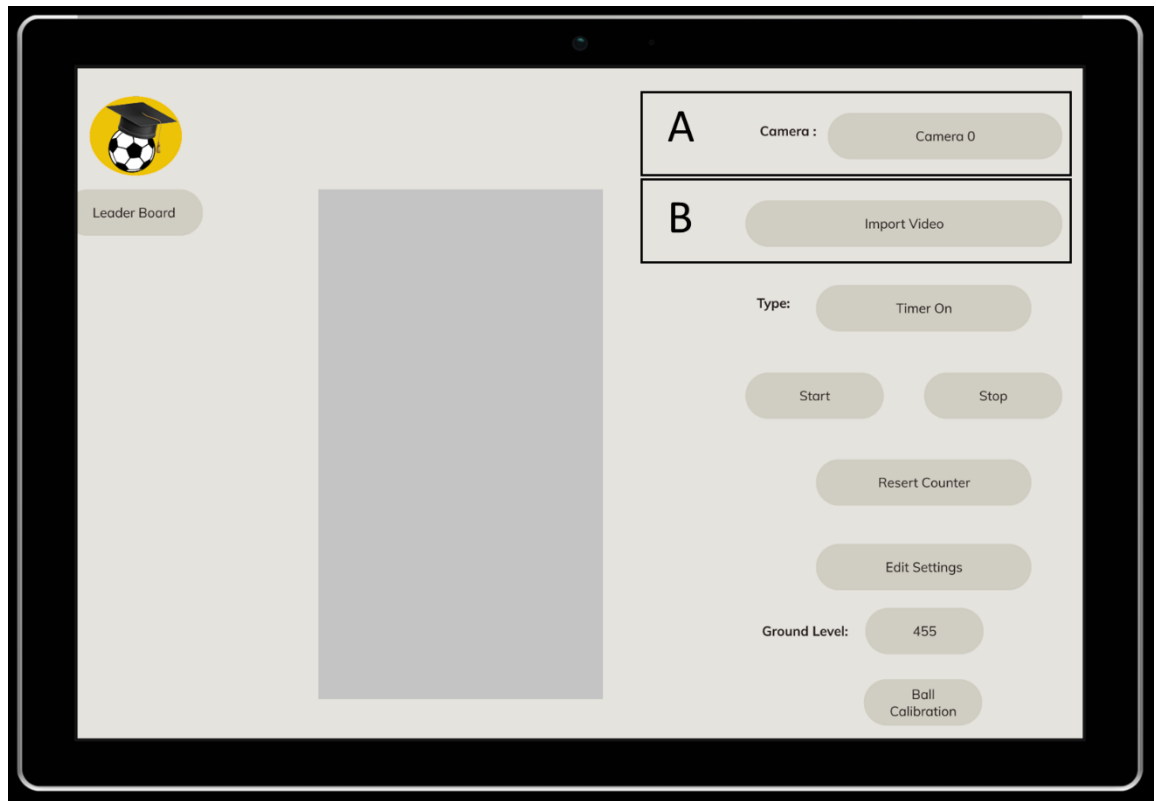 A
Camera :
Camera 0
Leader Board
B
Import Video
Type:
Timer On
Start
Stop
Resert Counter
Edit Settings
Ground Level:
455
Ball
Calibration